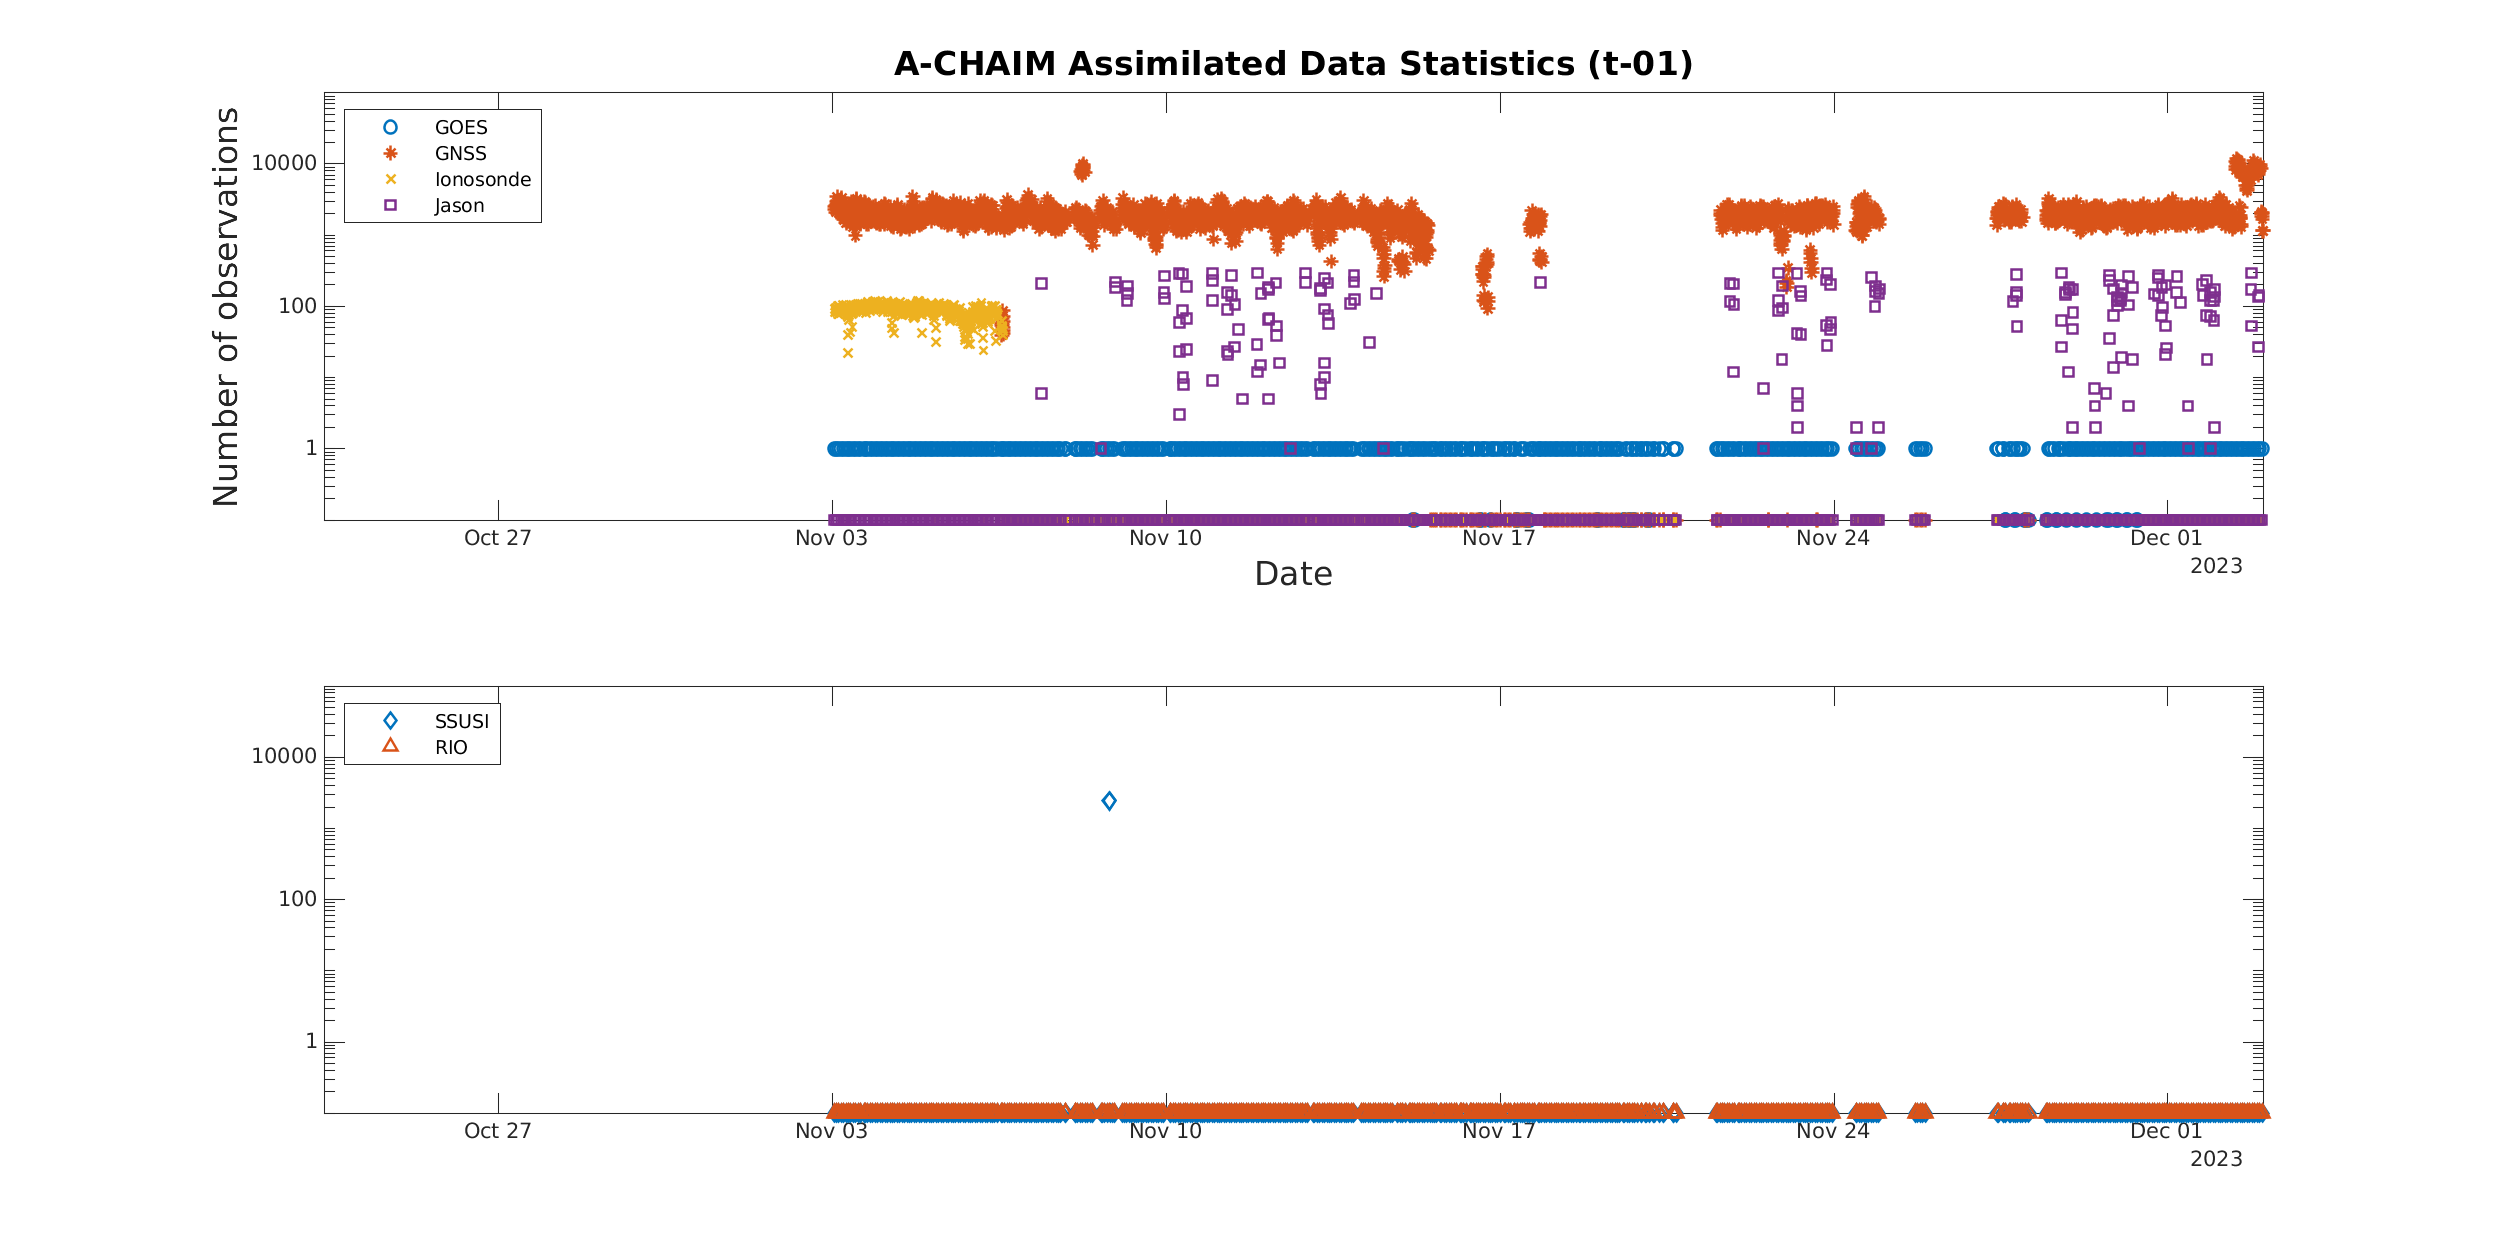 A-CHAIM Assimilated Data Statistics (t-01)
Number of observations
10000
100
1
GOES
GNSS
Ionosonde
Jason
Oct 27
Nov 03
Nov 10
Nov 17
Nov 24
Dec 01
2023
Date
10000
100
1
SSUSI
RIO
Oct 27
Nov 03
Nov 10
Nov 17
Nov 24
Dec 01
2023